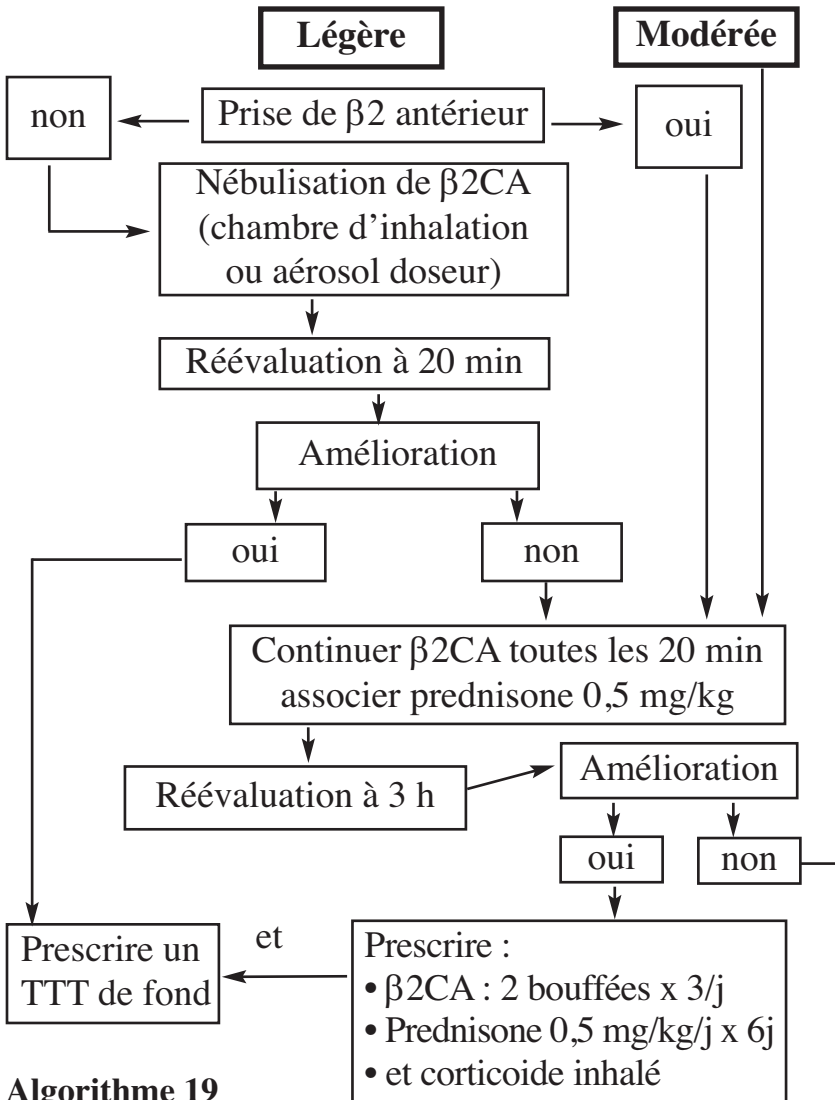 Légère
Modérée
non
Prise de β2 antérieur
oui
Nébulisation de β2CA
(chambre d’inhalation
ou aérosol doseur)
Réévaluation à 20 min
Amélioration
oui
non
Continuer β2CA toutes les 20 min
associer prednisone 0,5 mg/kg
Réévaluation à 3 h
Amélioration
oui
non
Prescrire un
TTT de fond
et
Prescrire :
• β2CA : 2 bouffées x 3/j
• Prednisone 0,5 mg/kg/j x 6j
• et corticoide inhalé
Algorithme 19